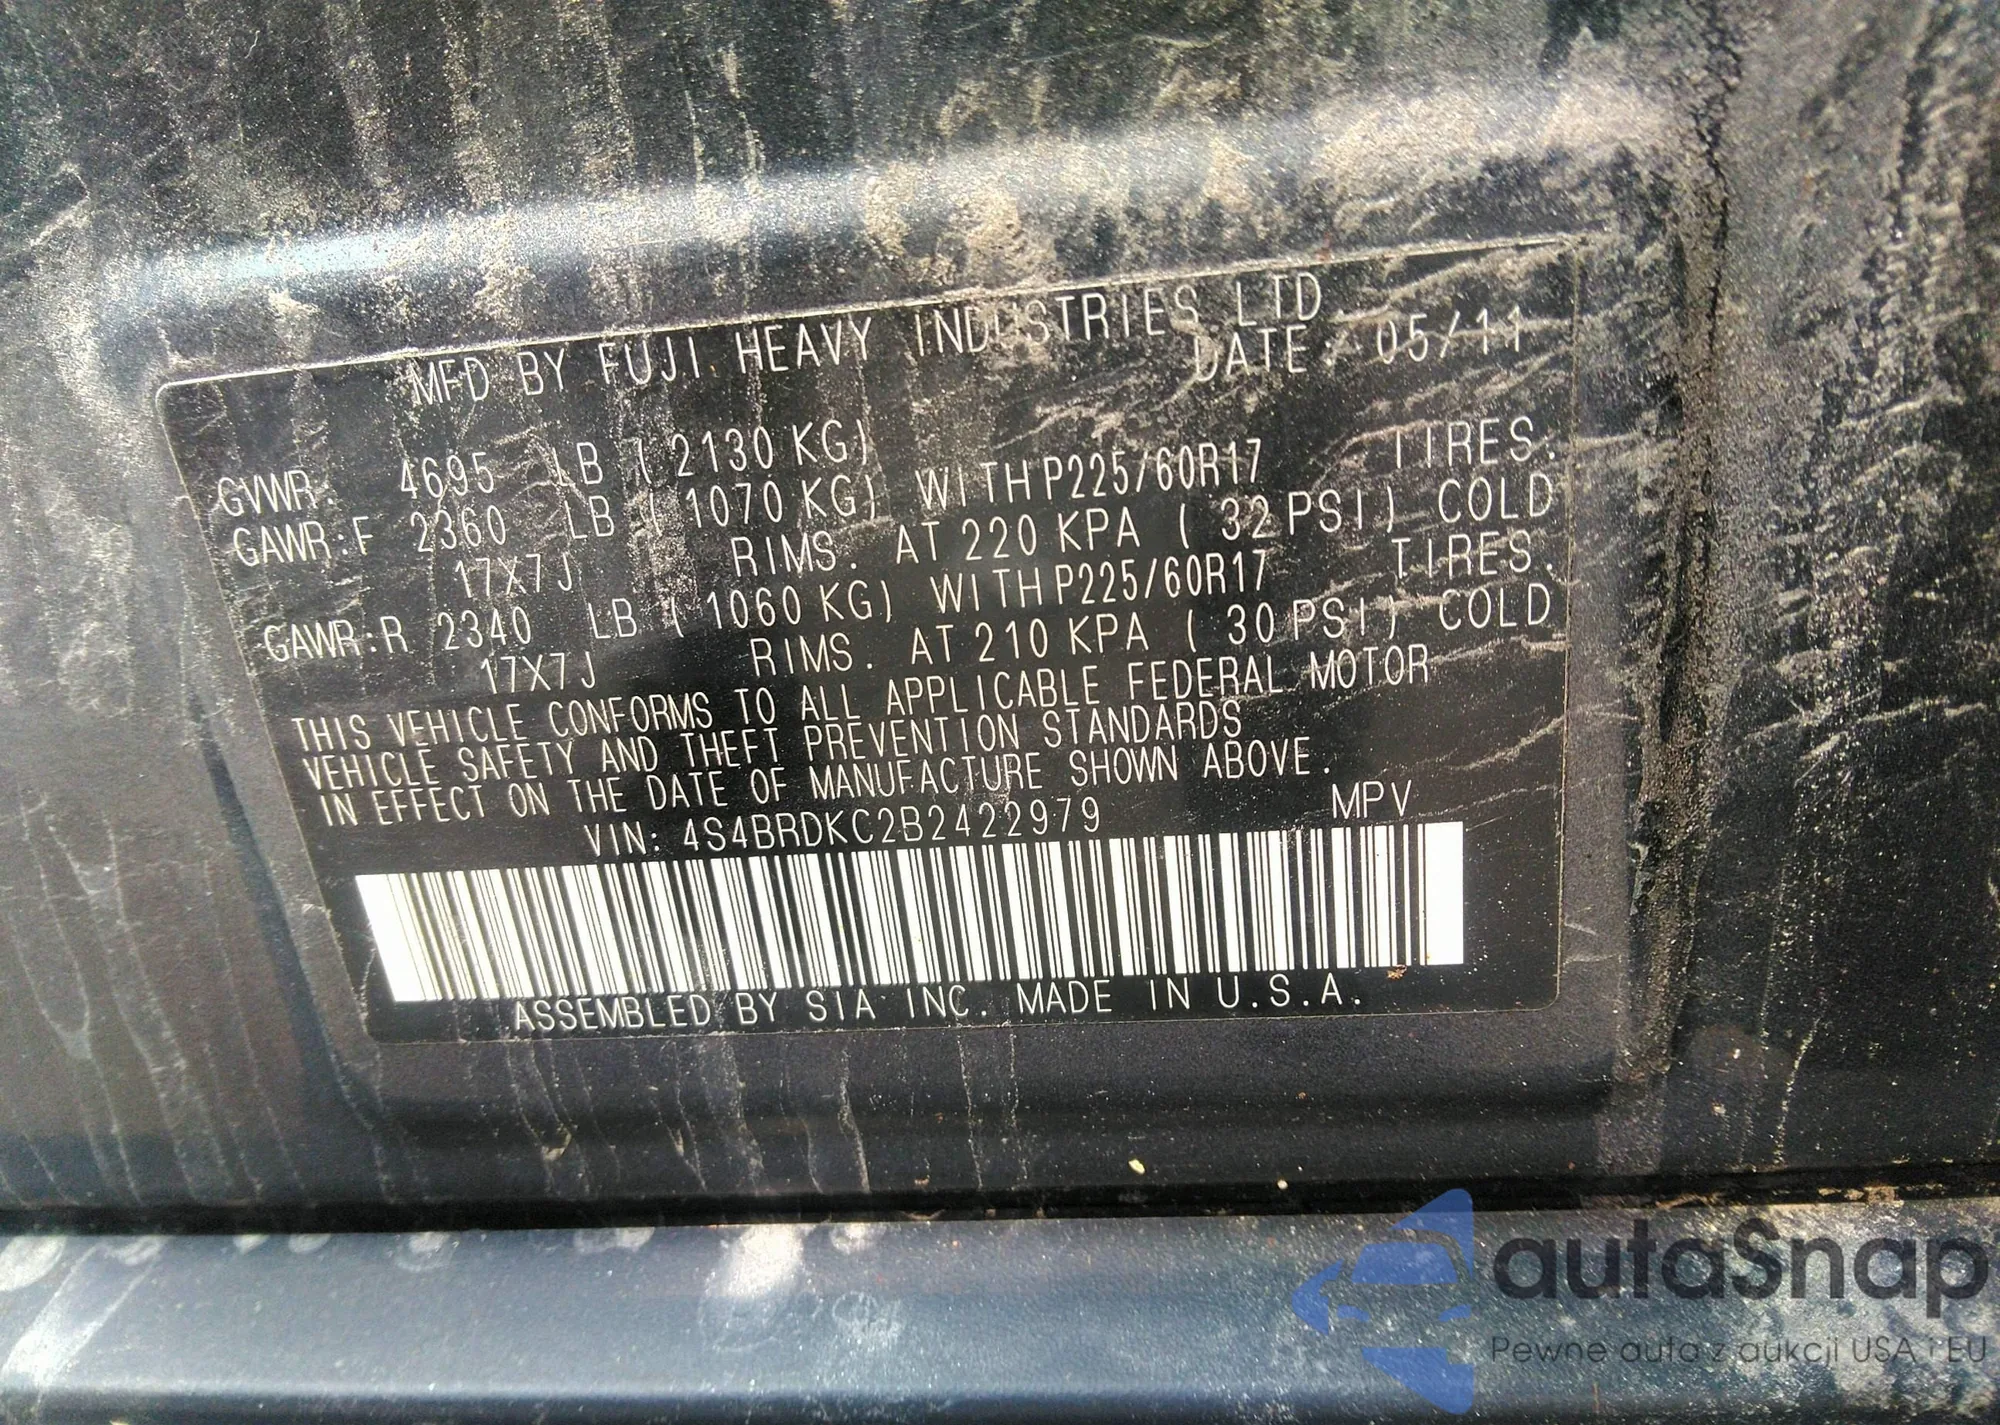 MFD BY FUJI HEAVY INDUSTRIES LTD
DATE / 05/11
GVWR: 4695 LB ( 2130 KG)
GAWR:F 2360 LB ( 1070 KG) WITH P225/60R17 TIRES.
17X7J RIMS. AT 220 KPA ( 32 PSI) COLD
GAWR:R 2340 LB ( 1060 KG) WITH P225/60R17 TIRES.
17X7J RIMS. AT 210 KPA ( 30 PSI) COLD
THIS VEHICLE CONFORMS TO ALL APPLICABLE FEDERAL MOTOR
VEHICLE SAFETY AND THEFT PREVENTION STANDARDS
IN EFFECT ON THE DATE OF MANUFACTURE SHOWN ABOVE.
VIN: 4S4BRDKC2B2422979 MPV
ASSEMBLED BY SIA INC. MADE IN U.S.A.
autaSnap
Pewne auta z aukcji USA i EU